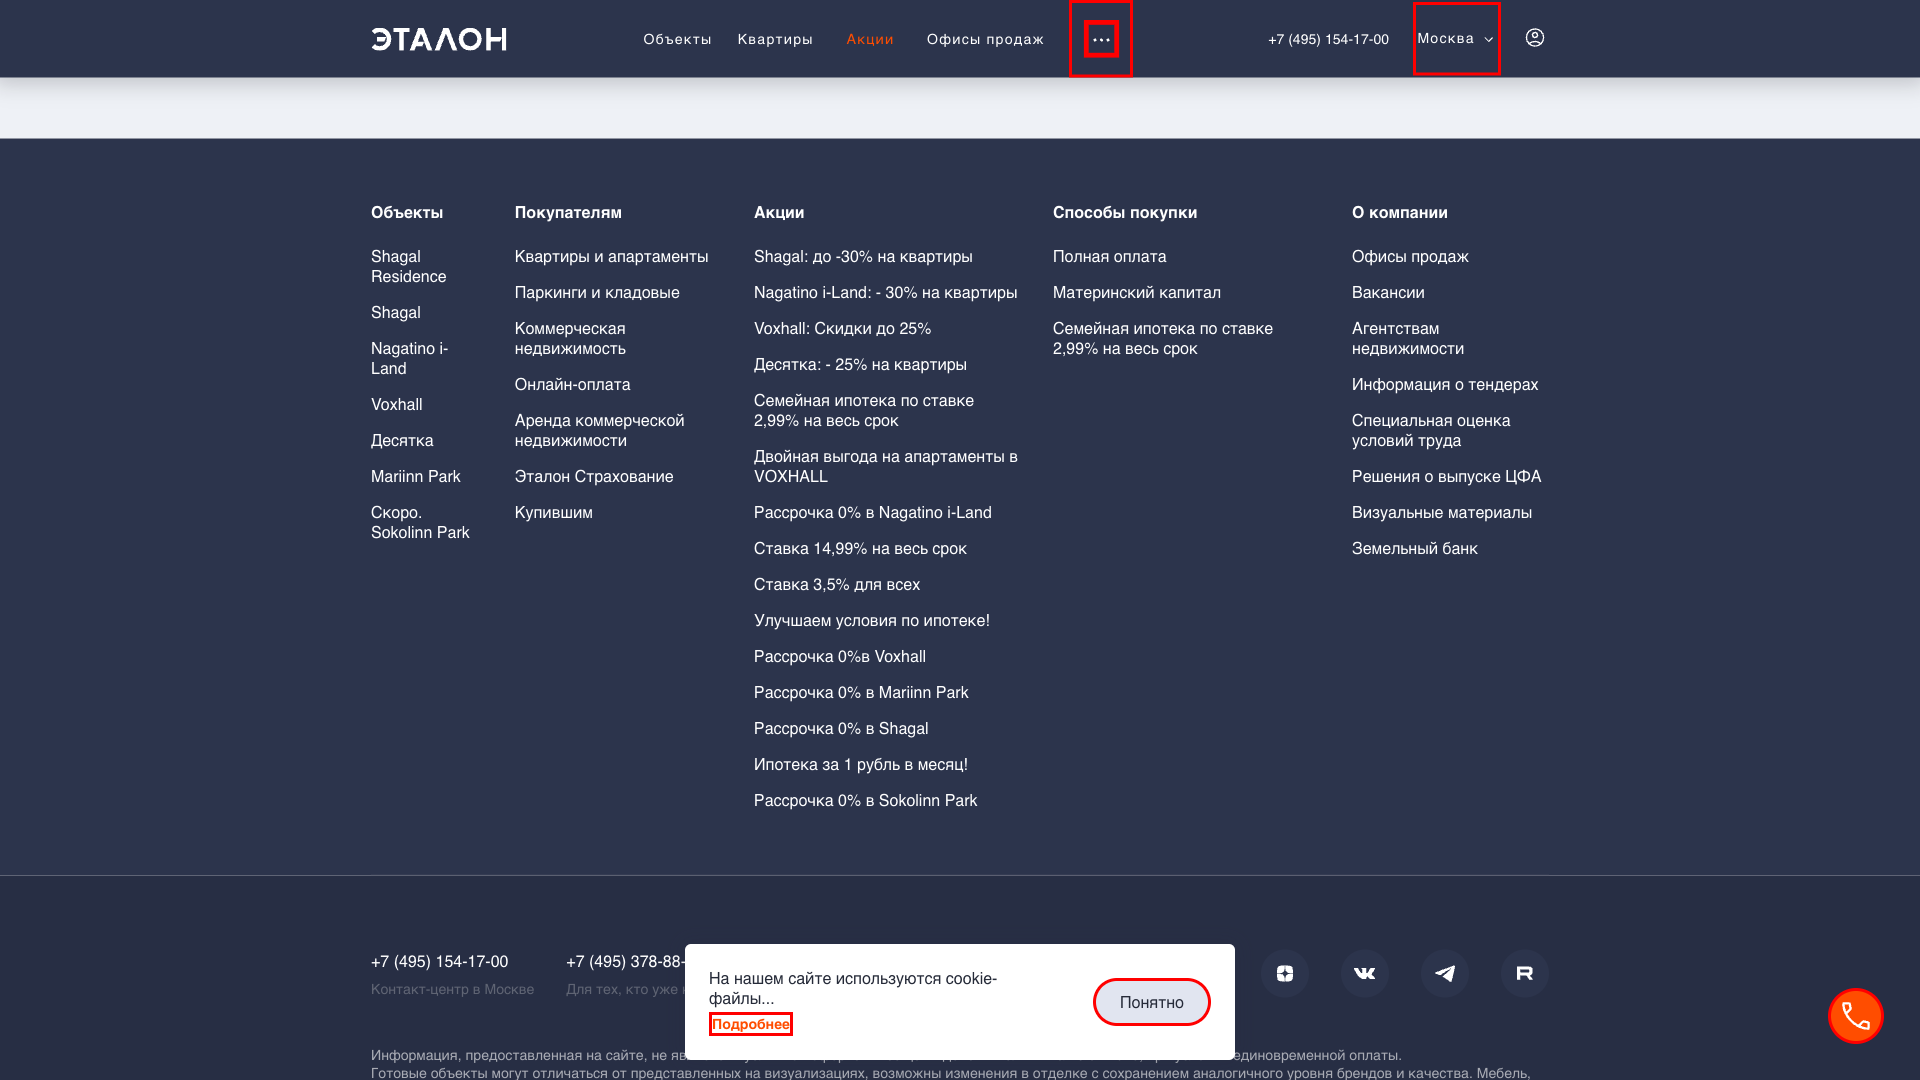 ЭТАЛОН
Объекты
Квартиры
Акции
Офисы продаж
...
+7 (495) 154-17-00
Москва
Объекты
Shagal
Residence
Shagal
Nagatino i-
Land
Voxhall
Десятка
Mariinn Park
Скоро.
Sokolinn Park
Покупателям
Квартиры и апартаменты
Паркинги и кладовые
Коммерческая
недвижимость
Онлайн-оплата
Аренда коммерческой
недвижимости
Эталон Страхование
Купившим
Акции
Shagal: до -30% на квартиры
Nagatino i-Land: - 30% на квартиры
Voxhall: Скидки до 25%
Десятка: - 25% на квартиры
Семейная ипотека по ставке
2,99% на весь срок
Двойная выгода на апартаменты в
VOXHALL
Рассрочка 0% в Nagatino i-Land
Ставка 14,99% на весь срок
Ставка 3,5% для всех
Улучшаем условия по ипотеке!
Рассрочка 0%в Voxhall
Рассрочка 0% в Mariinn Park
Рассрочка 0% в Shagal
Ипотека за 1 рубль в месяц!
Рассрочка 0% в Sokolinn Park
Способы покупки
Полная оплата
Материнский капитал
Семейная ипотека по ставке
2,99% на весь срок
О компании
Офисы продаж
Вакансии
Агентствам
недвижимости
Информация о тендерах
Специальная оценка
условий труда
Решения о выпуске ЦФА
Визуальные материалы
Земельный банк
+7 (495) 154-17-00
Контакт-центр в Москве
+7 (495) 378-88-
Для тех, кто уже
На нашем сайте используются cookie-
файлы...
Подробнее
Понятно
Информация, предоставленная на сайте, не единовременной оплаты.
Готовые объекты могут отличаться от представленных на визуализациях, возможны изменения в отделке с сохранением аналогичного уровня брендов и качества. Мебель,